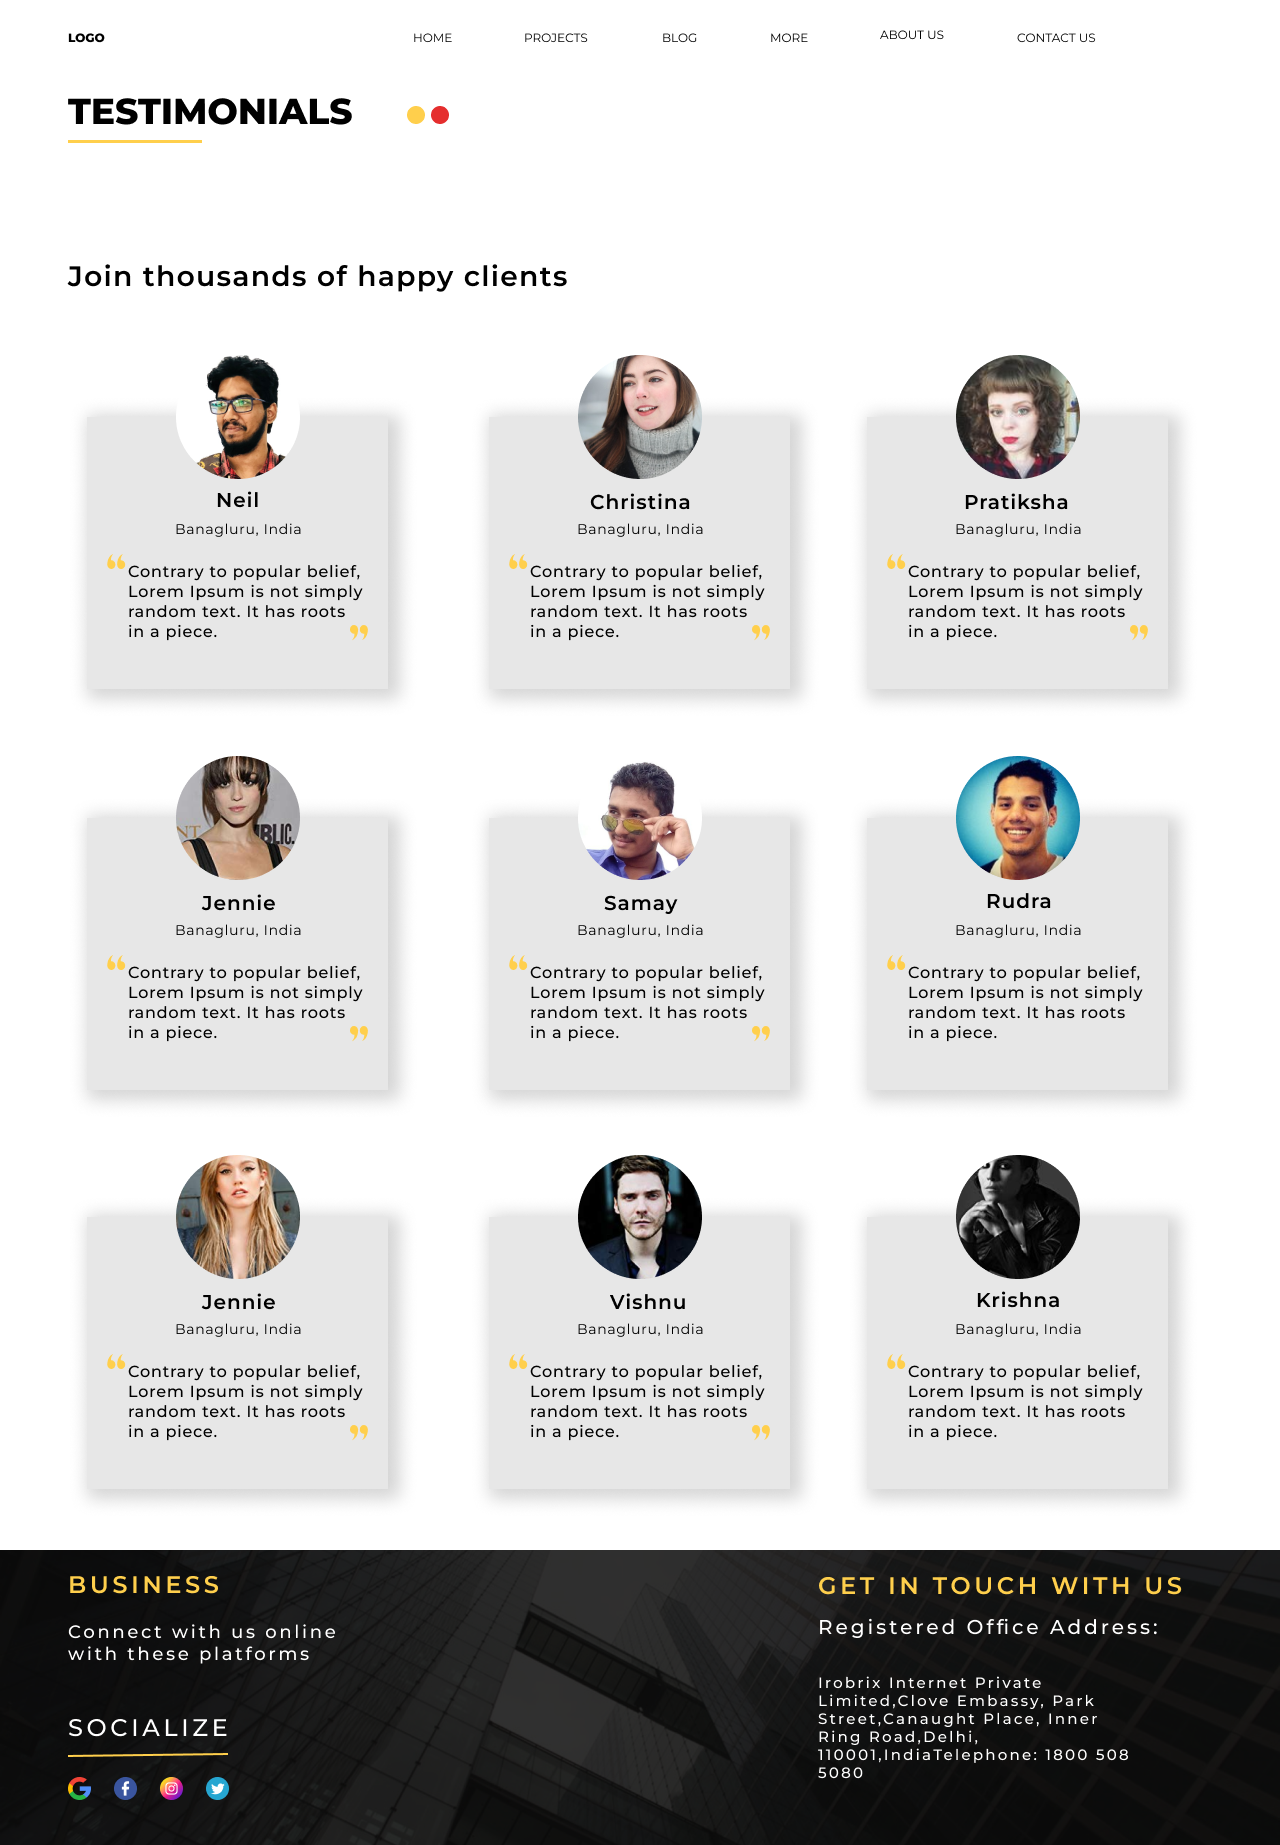 LOGO HOME PROJECTS BLOG MORE ABOUT US CONTACT US
TESTIMONIALS
Join thousands of happy clients
Neil
Banagluru, India
“ Contrary to popular belief,
Lorem Ipsum is not simply
random text. It has roots
in a piece. ”
Christina
Banagluru, India
“ Contrary to popular belief,
Lorem Ipsum is not simply
random text. It has roots
in a piece. ”
Pratiksha
Banagluru, India
“ Contrary to popular belief,
Lorem Ipsum is not simply
random text. It has roots
in a piece. ”
NT
BLIC.
Jennie
Banagluru, India
“ Contrary to popular belief,
Lorem Ipsum is not simply
random text. It has roots
in a piece. ”
Samay
Banagluru, India
“ Contrary to popular belief,
Lorem Ipsum is not simply
random text. It has roots
in a piece. ”
Rudra
Banagluru, India
“ Contrary to popular belief,
Lorem Ipsum is not simply
random text. It has roots
in a piece.
Jennie
Banagluru, India
“ Contrary to popular belief,
Lorem Ipsum is not simply
random text. It has roots
in a piece. ”
Vishnu
Banagluru, India
“ Contrary to popular belief,
Lorem Ipsum is not simply
random text. It has roots
in a piece. ”
Krishna
Banagluru, India
“ Contrary to popular belief,
Lorem Ipsum is not simply
random text. It has roots
in a piece.
BUSINESS
Connect with us online
with these platforms
SOCIALIZE
GET IN TOUCH WITH US
Registered Office Address:
Irobrix Internet Private
Limited,Clove Embassy, Park
Street,Canaught Place, Inner
Ring Road,Delhi,
110001,IndiaTelephone: 1800 508
5080